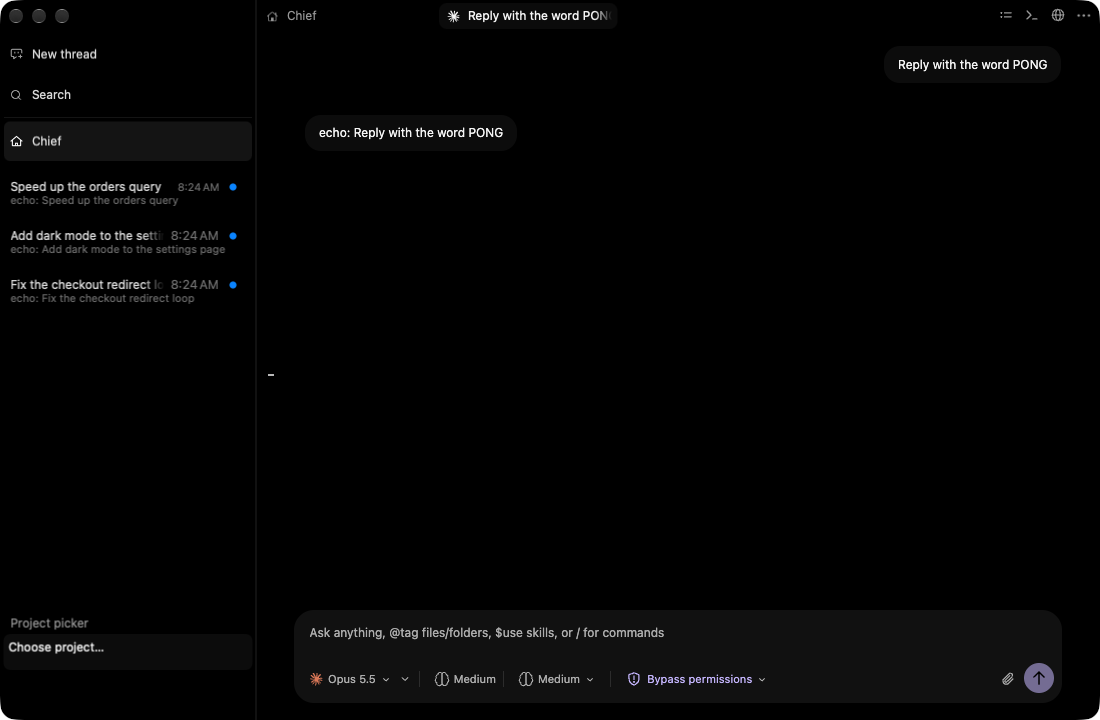 Chief
Reply with the word PON
New thread
Search
Chief
Speed up the orders query 8:24 AM
echo: Speed up the orders query
Add dark mode to the setti 8:24 AM
echo: Add dark mode to the settings page
Fix the checkout redirect lo 8:24 AM
echo: Fix the checkout redirect loop
Project picker
Choose project...
Reply with the word PONG
echo: Reply with the word PONG
Ask anything, @tag files/folders, $use skills, or / for commands
Opus 5.5 Medium Medium Bypass permissions